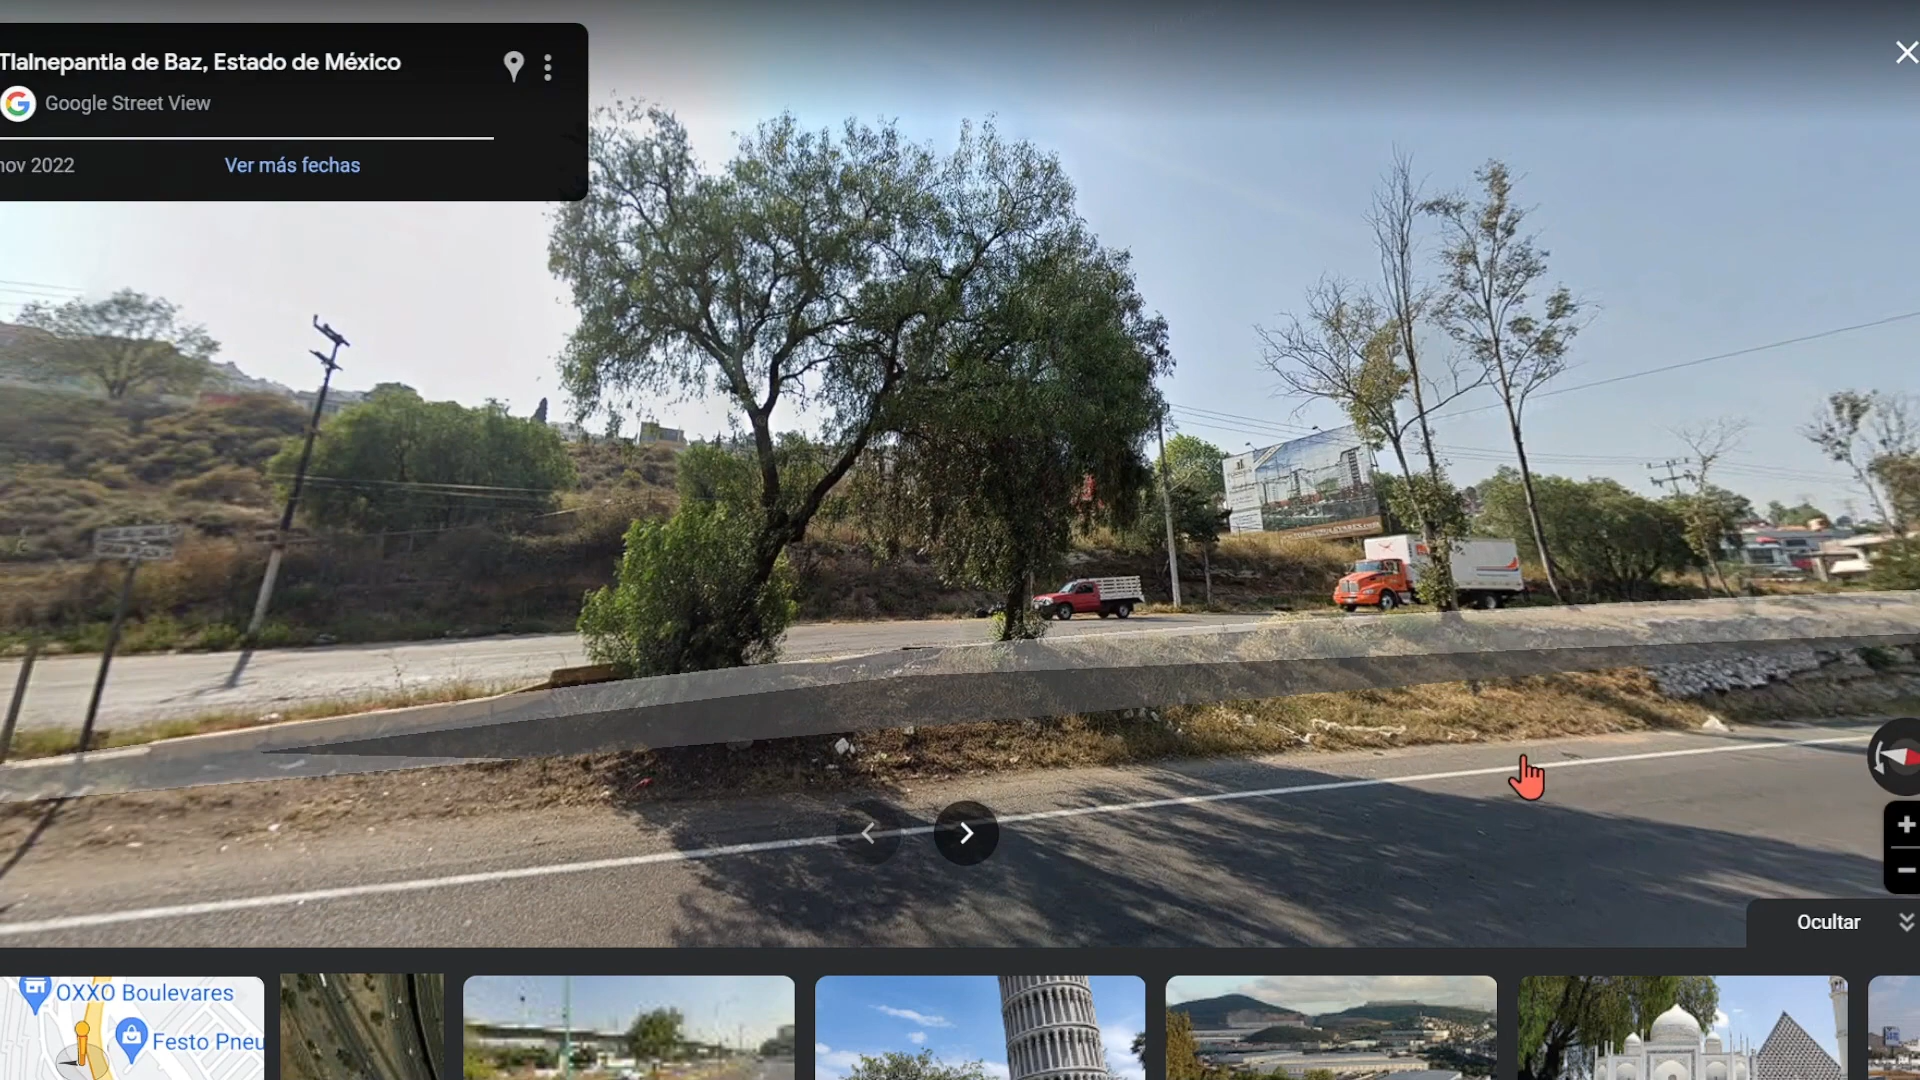 Tlalnepantla de Baz, Estado de México
Google Street View
nov 2022
Ver más fechas
Ocultar
OXXO Boulevares
Festo Pneu